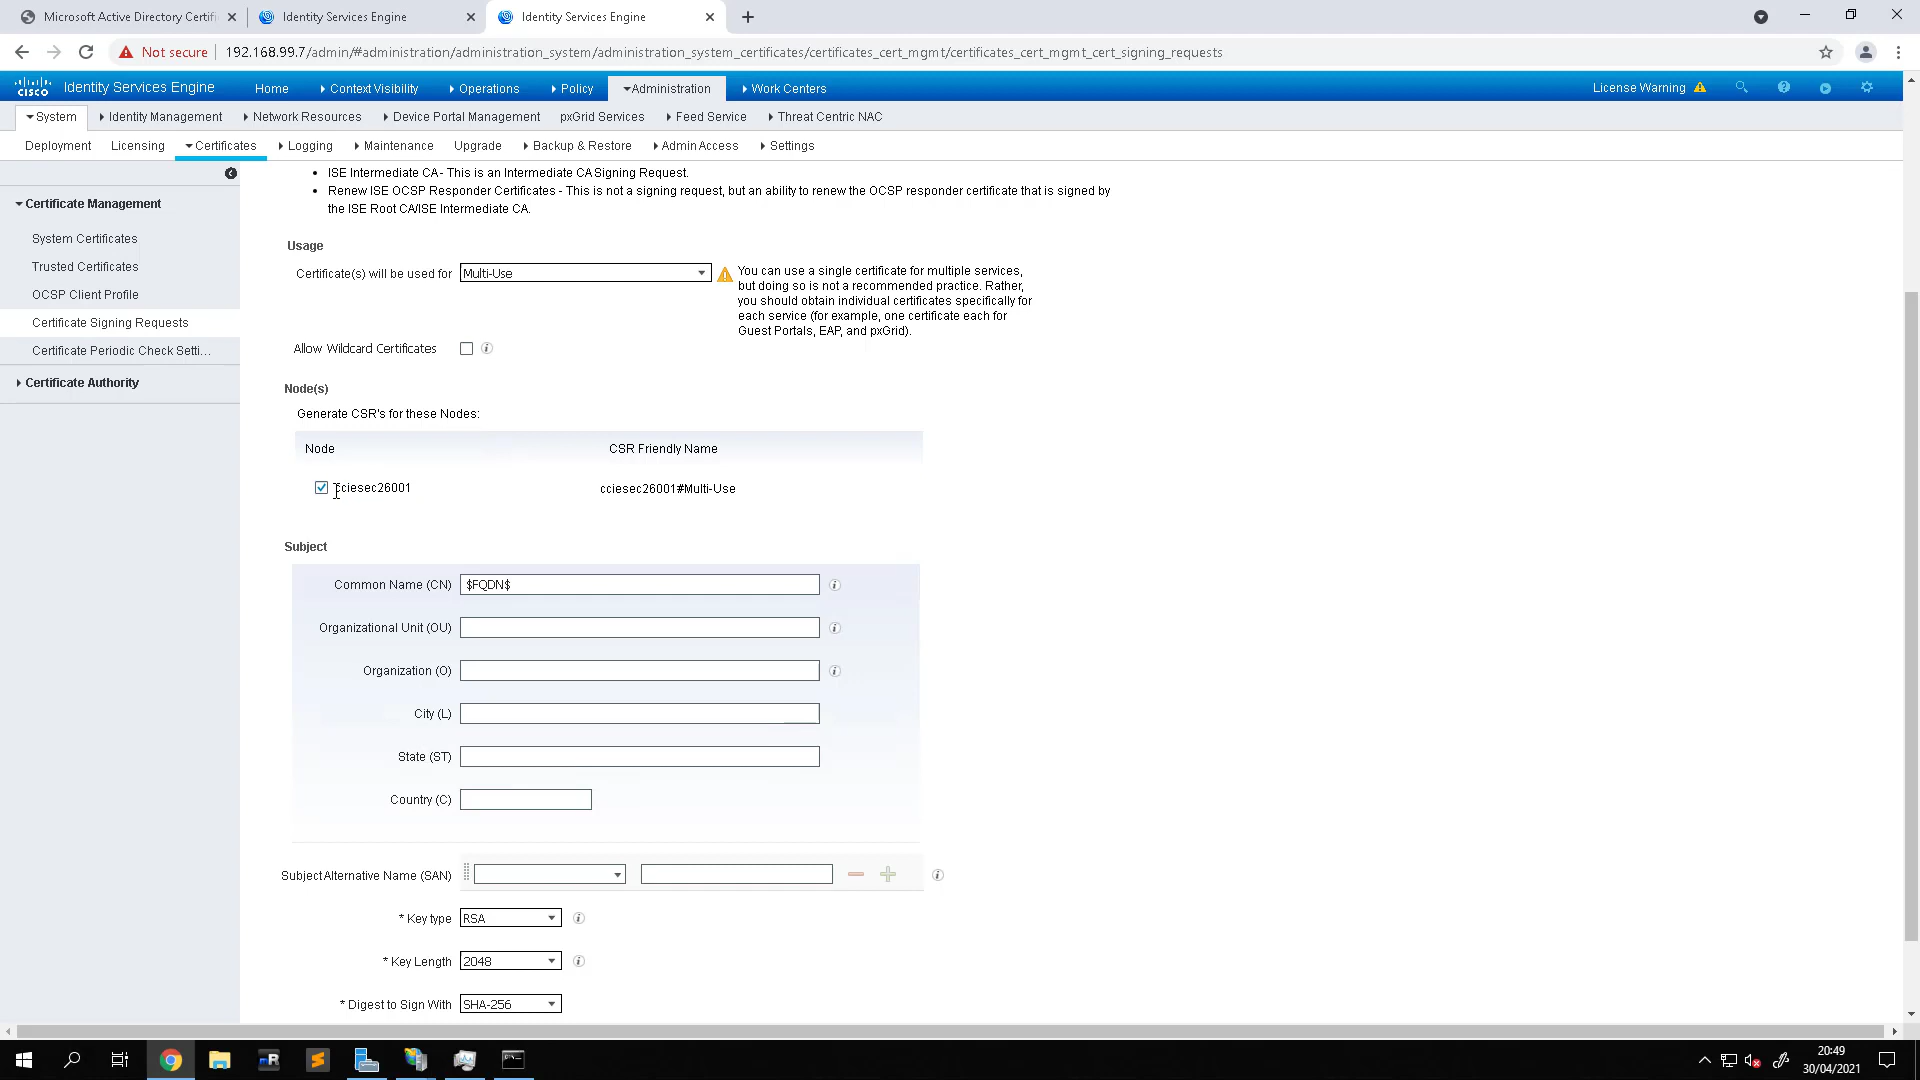 Microsoft Active Directory Certifi
Identity Services Engine
Identity Services Engine
Not secure
192.168.99.7/admin/#administration/administration_system/administration_system_certificates/certificates_cert_mgmt/certificates_cert_mgmt_cert_signing_requests
cisco
Identity Services Engine
Home
Context Visibility
Operations
Policy
Administration
Work Centers
License Warning
System
Identity Management
Network Resources
Device Portal Management
pxGrid Services
Feed Service
Threat Centric NAC
Deployment
Licensing
Certificates
Logging
Maintenance
Upgrade
Backup & Restore
Admin Access
Settings
Certificate Management
System Certificates
Trusted Certificates
OCSP Client Profile
Certificate Signing Requests
Certificate Periodic Check Setti...
Certificate Authority
ISE Intermediate CA - This is an Intermediate CA Signing Request.
Renew ISE OCSP Responder Certificates - This is not a signing request, but an ability to renew the OCSP responder certificate that is signed by
the ISE Root CA/ISE Intermediate CA.
Usage
Certificate(s) will be used for
Multi-Use
You can use a single certificate for multiple services,
but doing so is not a recommended practice. Rather,
you should obtain individual certificates specifically for
each service (for example, one certificate each for
Guest Portals, EAP, and pxGrid).
Allow Wildcard Certificates
Node(s)
Generate CSR's for these Nodes:
Node
CSR Friendly Name
cciesec26001
cciesec26001#Multi-Use
Subject
Common Name (CN)
$FQDN$
Organizational Unit (OU)
Organization (O)
City (L)
State (ST)
Country (C)
Subject Alternative Name (SAN)
* Key type
RSA
* Key Length
2048
* Digest to Sign With
SHA-256
20:49
30/04/2021